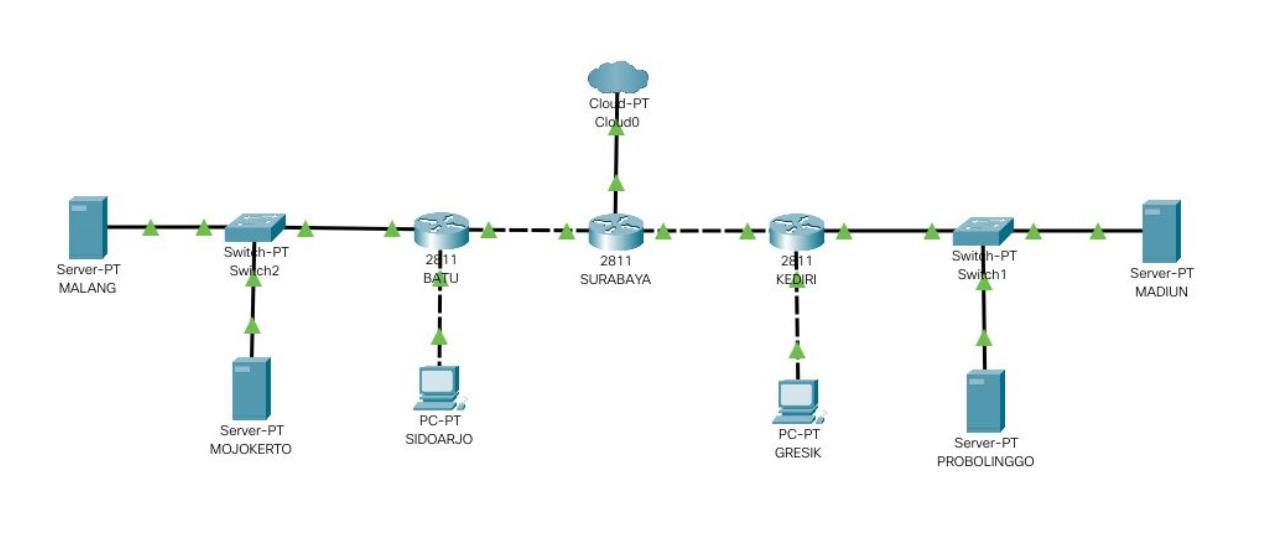 Cloud-PT
Cloud0
Server-PT
MALANG
Switch-PT
Switch2
2811
BATU
2811
SURABAYA
2811
KEDIRI
Switch-PT
Switch1
Server-PT
MADIUN
Server-PT
MOJOKERTO
PC-PT
SIDOARJO
PC-PT
GRESIK
Server-PT
PROBOLINGGO